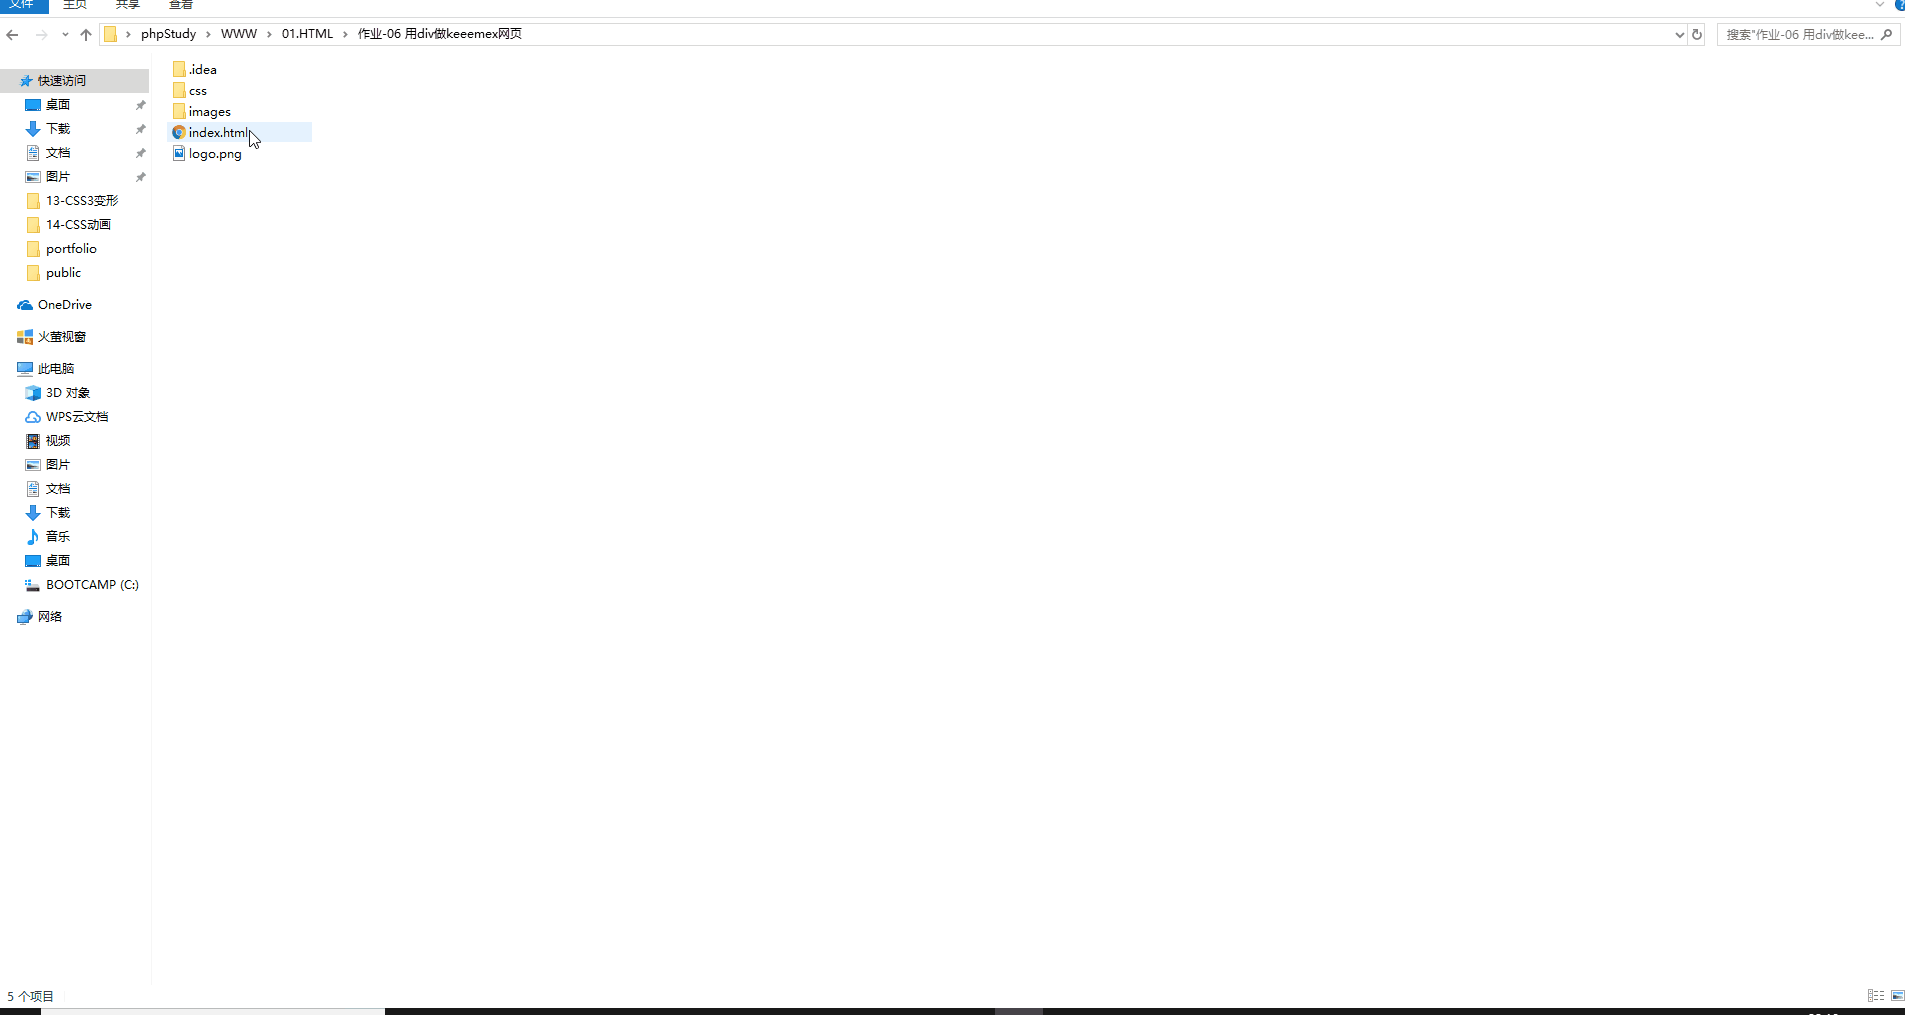 文件 主页 共享 查看
phpStudy › WWW › 01.HTML › 作业-06 用div做keeemex网页
搜索"作业-06 用div做kee...
快速访问
桌面
下载
文档
图片
13-CSS3变形
14-CSS动画
portfolio
public
OneDrive
火萤视窗
此电脑
3D 对象
WPS云文档
视频
图片
文档
下载
音乐
桌面
BOOTCAMP (C:)
网络
.idea
css
images
index.html
logo.png
5 个项目